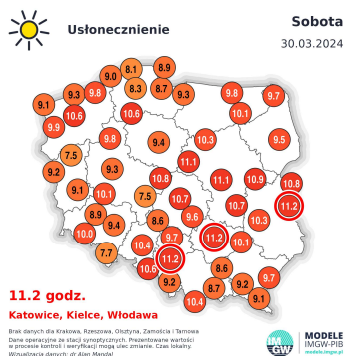 Usłonecznienie
Sobota
30.03.2024
8.1 8.9
9.0
9.3 9.8 8.3 8.7 9.3 9.8 9.7
9.1
10.6 10.6 10.1
9.9
9.8 9.4 10.3 9.5
7.5
9.2 9.3 11.1
10.8 11.1 10.9 10.8
9.1 10.1 7.5 10.7
10.7 11.2
8.9 9.6
9.4 8.6 10.3
10.0 9.7 11.2 10.1
10.4
7.7 11.2
10.6 8.6
9.2 9.7
8.7 9.2
10.4 9.1
11.2 godz.
Katowice, Kielce, Włodawa
Brak danych dla Krakowa, Rzeszowa, Olsztyna, Zamościa i Tarnowa
Dane operacyjne ze stacji synoptycznych. Prezentowane wartości
w procesie kontroli i weryfikacji mogą ulec zmianie. Czas lokalny.
Wizualizacja danych: dr Alan Mandal
IM
GW
MODELE
IMGW-PIB
www.modele.imgw.pl